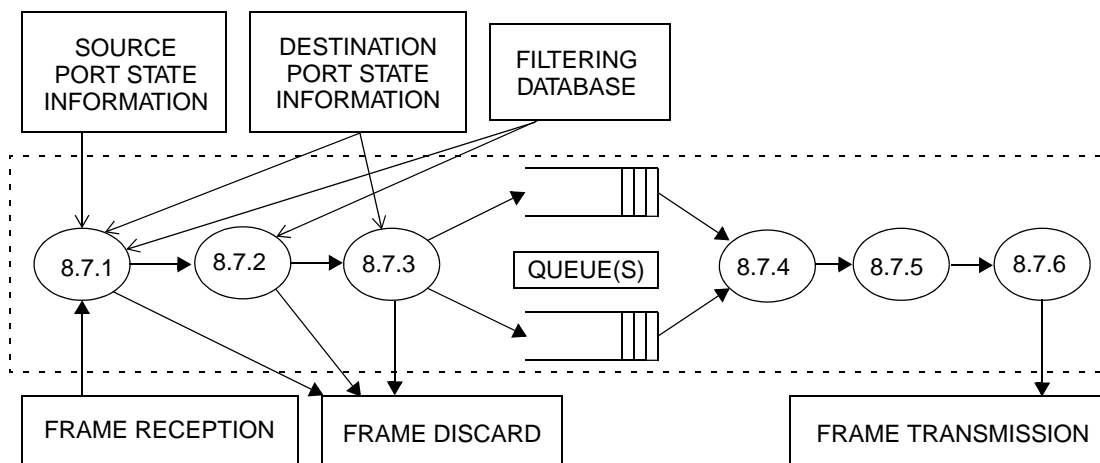 SOURCE
PORT STATE
INFORMATION
DESTINATION
PORT STATE
INFORMATION
FILTERING
DATABASE
8.7.1
8.7.2
8.7.3
QUEUE(S)
8.7.4
8.7.5
8.7.6
FRAME RECEPTION
FRAME DISCARD
FRAME TRANSMISSION